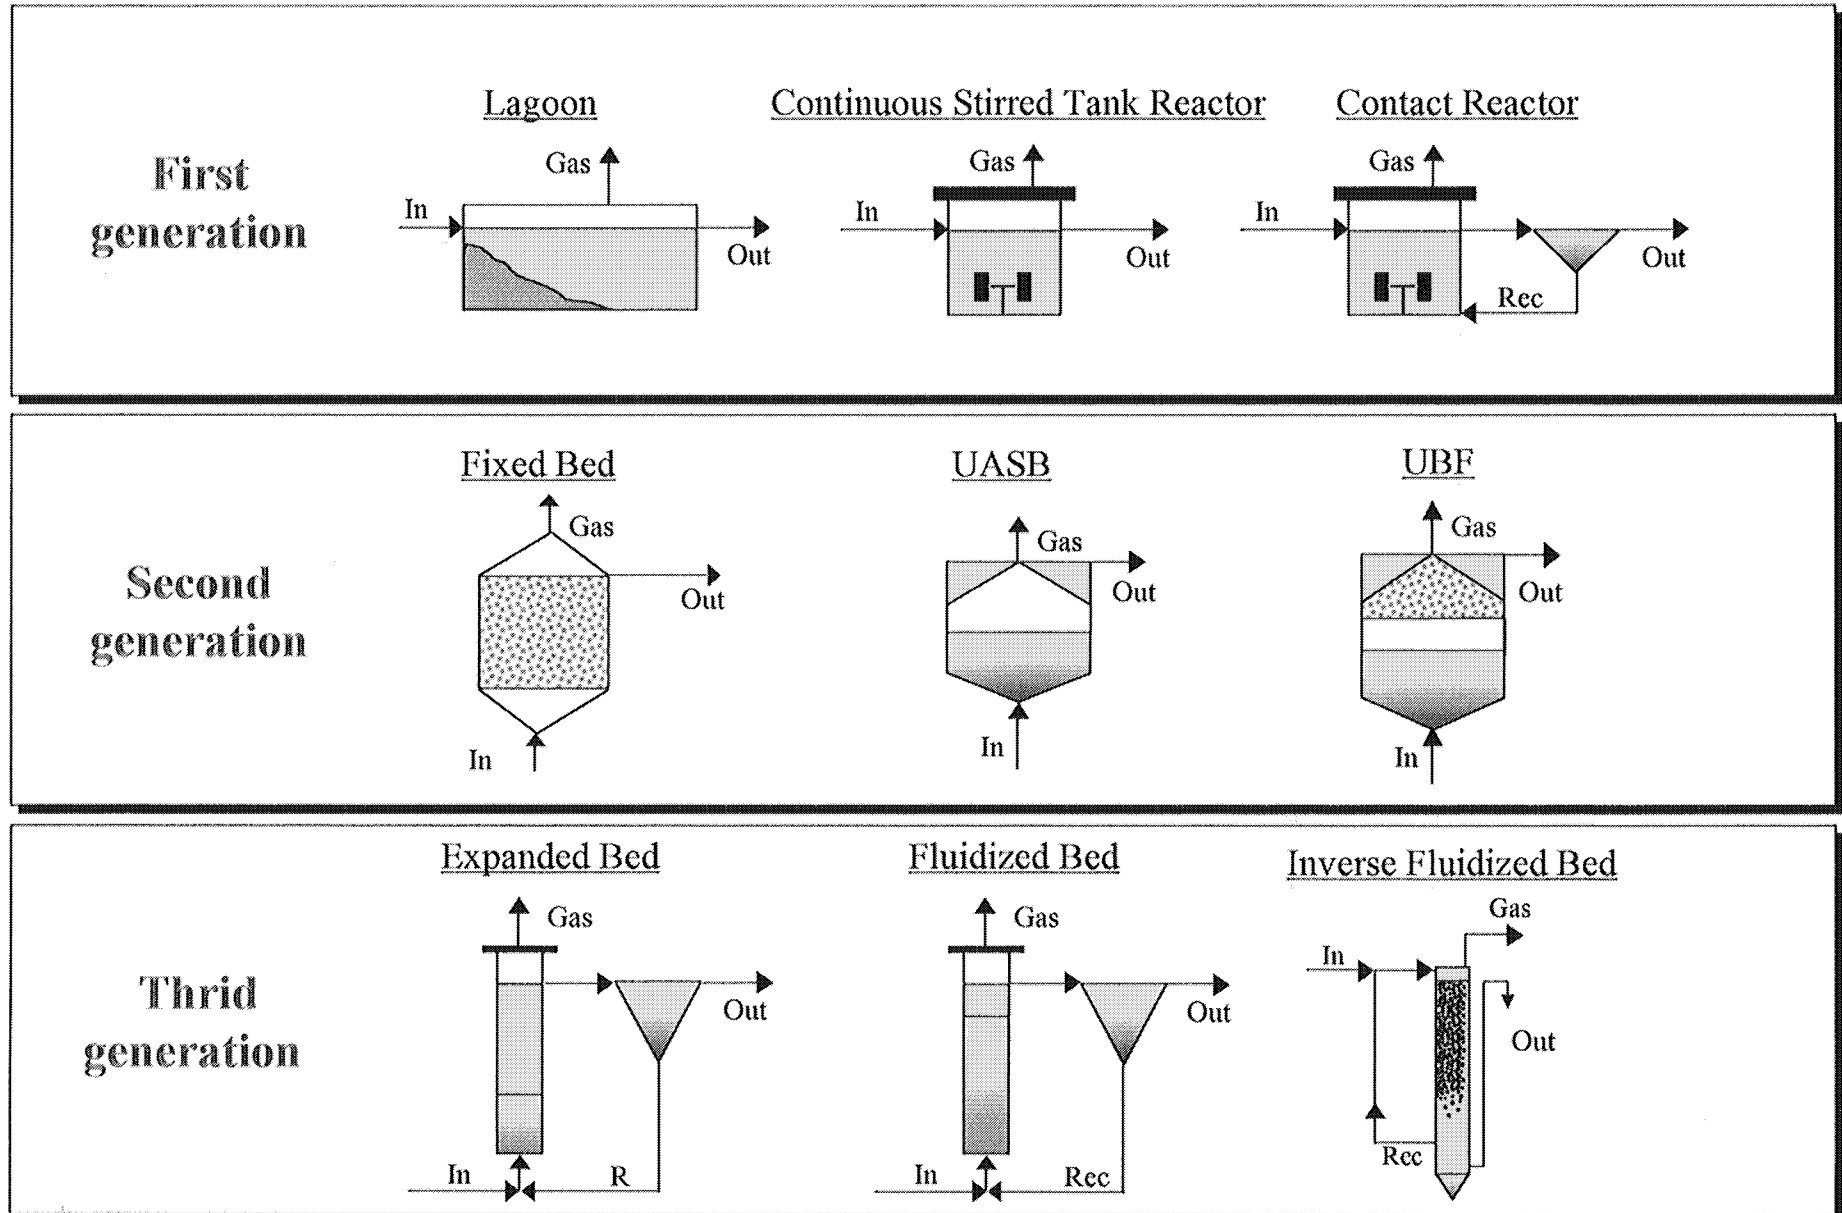 Lagoon
Continuous Stirred Tank Reactor
Contact Reactor
First
generation
Gas
In
Out
Gas
In
Out
Gas
In
Out
Rec
Fixed Bed
UASB
UBF
Second
generation
Gas
Out
In
Gas
Out
In
Gas
Out
In
Expanded Bed
Fluidized Bed
Inverse Fluidized Bed
Thrid
generation
Gas
Out
In
R
Gas
Out
In
Rec
Gas
In
Out
Rec